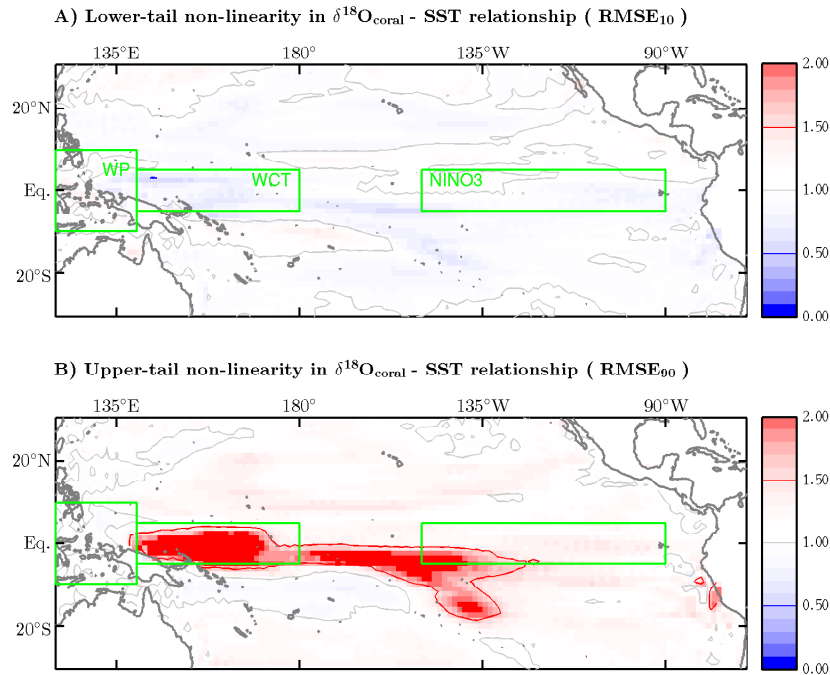 A) Lower-tail non-linearity in δ¹⁸O_coral - SST relationship ( RMSE₁₀ )
135°E 180° 135°W 90°W
20°N
Eq.
20°S
WP
WCT
NINO3
2.00
1.50
1.00
0.50
0.00
B) Upper-tail non-linearity in δ¹⁸O_coral - SST relationship ( RMSE₉₀ )
135°E 180° 135°W 90°W
20°N
Eq.
20°S
2.00
1.50
1.00
0.50
0.00